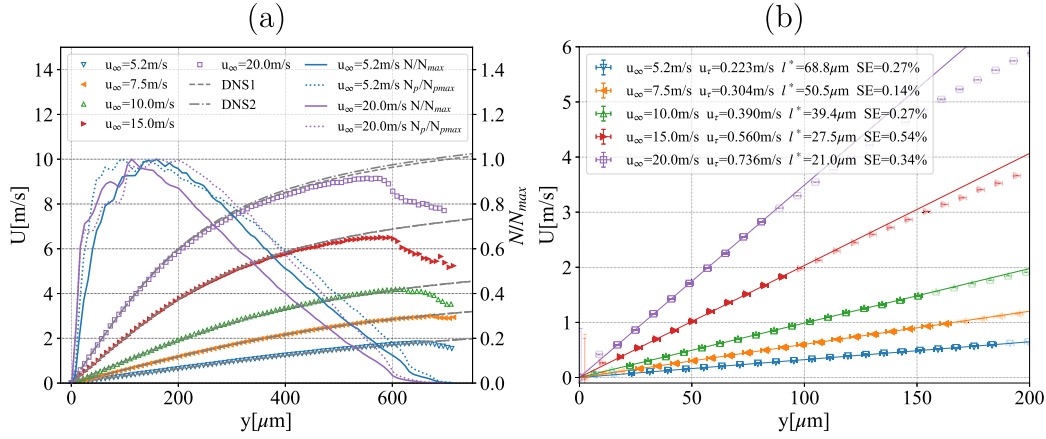 (a)
(b)
u∞=5.2m/s
u∞=7.5m/s
u∞=10.0m/s
u∞=15.0m/s
u∞=20.0m/s
DNS1
DNS2
u∞=5.2m/s N/Nmax
u∞=5.2m/s Np/Npmax
u∞=20.0m/s N/Nmax
u∞=20.0m/s Np/Npmax
14
12
10
8
6
4
2
0
U[m/s]
1.4
1.2
1.0
0.8
0.6
0.4
0.2
0.0
N/Nmax
0
200
400
600
y[μm]
u∞=5.2m/s uτ=0.223m/s l*=68.8μm SE=0.27%
u∞=7.5m/s uτ=0.304m/s l*=50.5μm SE=0.14%
u∞=10.0m/s uτ=0.390m/s l*=39.4μm SE=0.27%
u∞=15.0m/s uτ=0.560m/s l*=27.5μm SE=0.54%
u∞=20.0m/s uτ=0.736m/s l*=21.0μm SE=0.34%
6
5
4
3
2
1
0
U[m/s]
0
50
100
150
200
y[μm]